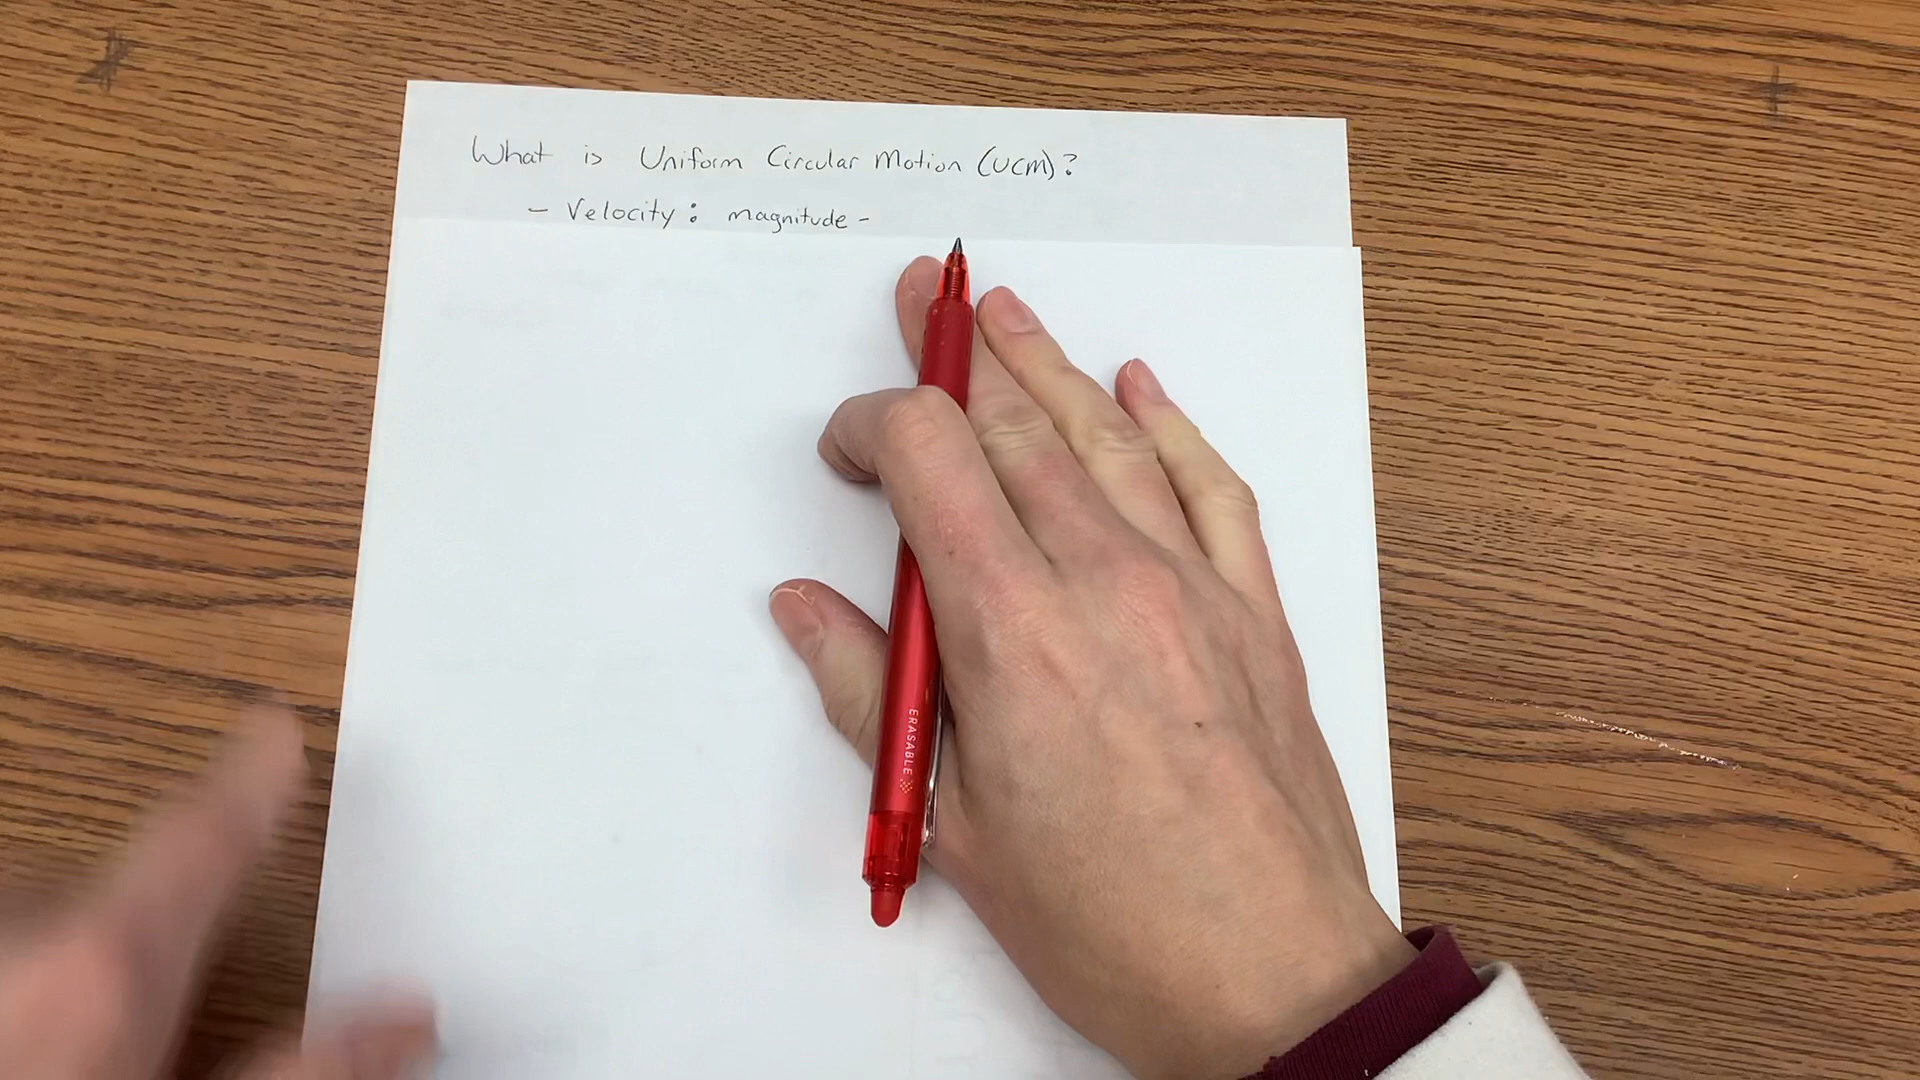 What is Uniform Circular Motion (UCM)?
- Velocity: magnitude -
ERASABLE